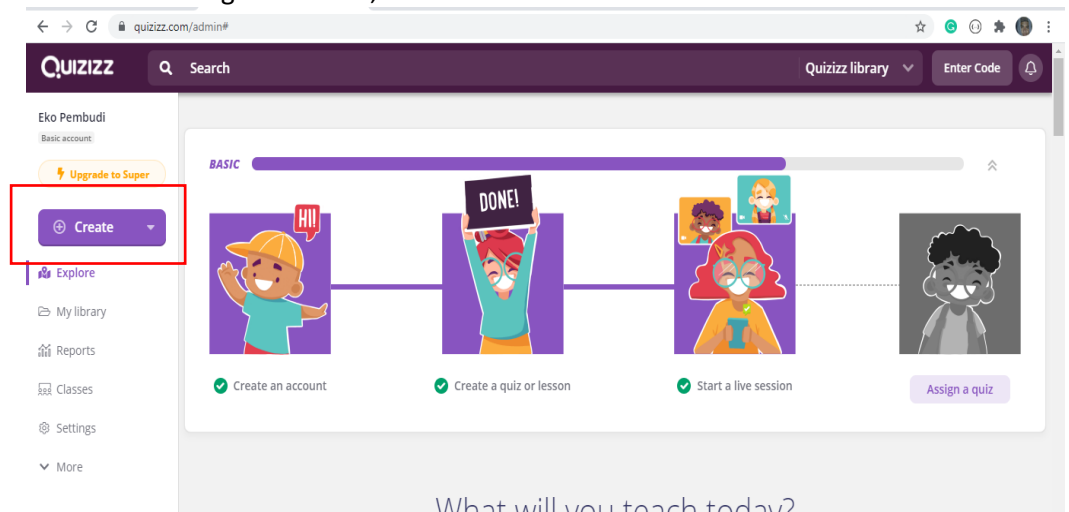 quizizz.com/admin#
QUIZIZZ
Search
Quizizz library
Enter Code
Eko Pembudi
Basic account
Upgrade to Super
Create
Explore
My library
Reports
Classes
Settings
More
BASIC
HI!
DONE!
Create an account
Create a quiz or lesson
Start a live session
Assign a quiz
What will you teach today?